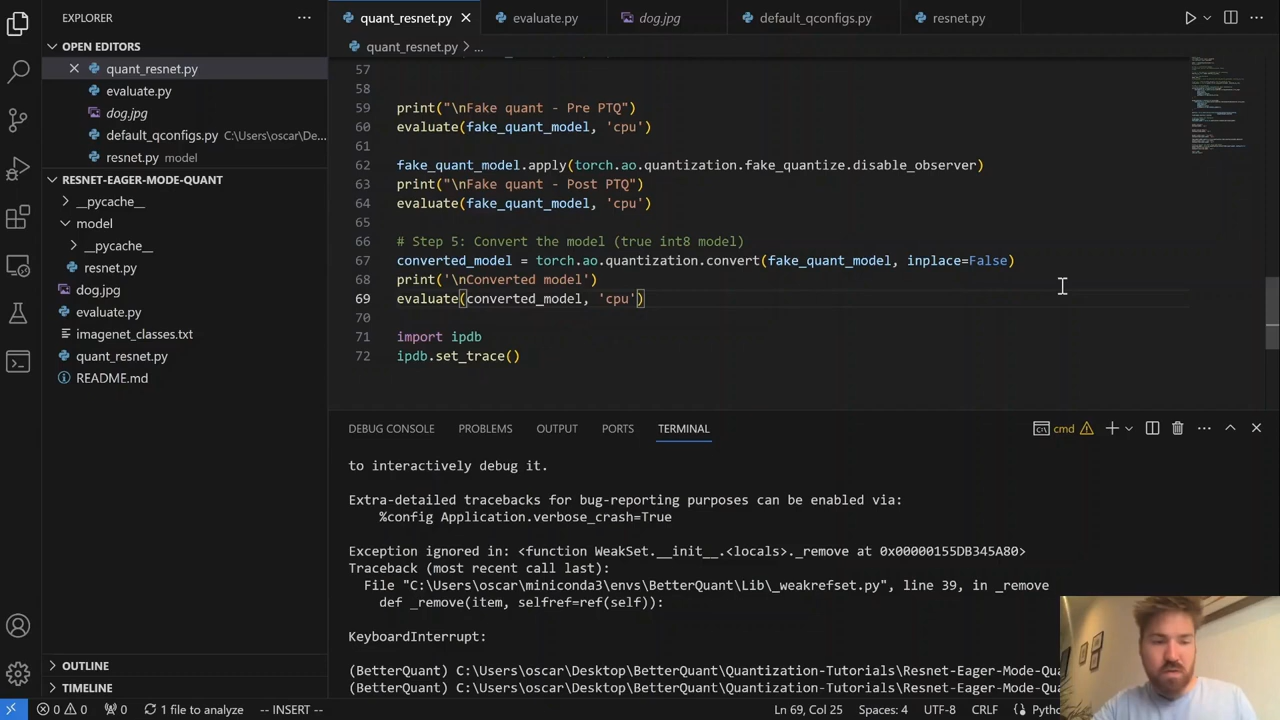 EXPLORER
quant_resnet.py
evaluate.py
dog.jpg
default_qconfigs.py
resnet.py
OPEN EDITORS
quant_resnet.py > ...
quant_resnet.py
evaluate.py
dog.jpg
default_qconfigs.py C:\Users\oscar\De...
resnet.py model
RESNET-EAGER-MODE-QUANT
__pycache__
model
__pycache__
resnet.py
dog.jpg
evaluate.py
imagenet_classes.txt
quant_resnet.py
README.md
OUTLINE
TIMELINE
57
58
59 print("\nFake quant - Pre PTQ")
60 evaluate(fake_quant_model, 'cpu')
61
62 fake_quant_model.apply(torch.ao.quantization.fake_quantize.disable_observer)
63 print("\nFake quant - Post PTQ")
64 evaluate(fake_quant_model, 'cpu')
65
66 # Step 5: Convert the model (true int8 model)
67 converted_model = torch.ao.quantization.convert(fake_quant_model, inplace=False)
68 print('\nConverted model')
69 evaluate(converted_model, 'cpu')
70
71 import ipdb
72 ipdb.set_trace()
DEBUG CONSOLE PROBLEMS OUTPUT PORTS TERMINAL
cmd
to interactively debug it.
Extra-detailed tracebacks for bug-reporting purposes can be enabled via:
%config Application.verbose_crash=True
Exception ignored in: <function WeakSet.__init__.<locals>._remove at 0x00000155DB345A80>
Traceback (most recent call last):
File "C:\Users\oscar\miniconda3\envs\BetterQuant\Lib\_weakrefset.py", line 39, in _remove
def _remove(item, selfref=ref(self)):
KeyboardInterrupt:
(BetterQuant) C:\Users\oscar\Desktop\BetterQuant\Quantization-Tutorials\Resnet-Eager-Mode-Qua
(BetterQuant) C:\Users\oscar\Desktop\BetterQuant\Quantization-Tutorials\Resnet-Eager-Mode-Qua
0 0 0 1 file to analyze -- INSERT -- Ln 69, Col 25 Spaces: 4 UTF-8 CRLF Pytho